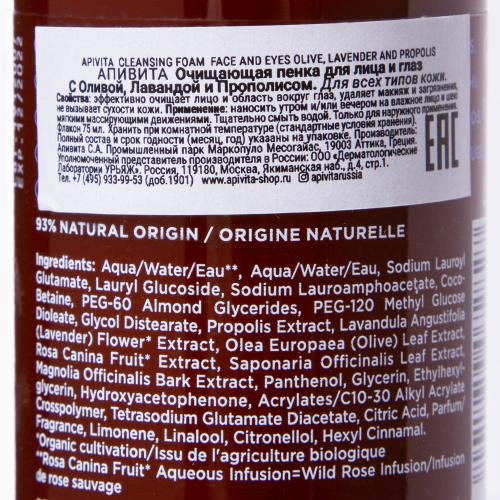 APIVITA CLEANSING FOAM FACE AND EYES OLIVE, LAVENDER AND PROPOLIS
АПИВИТА Очищающая пенка для лица и глаз
С Оливой, Лавандой и Прополисом. Для всех типов кожи.
Свойства: эффективно очищает лицо и область вокруг глаз, удаляет макияж и загрязнения,
не вызывает сухости кожи. Применение: наносить утром и/или вечером на влажное лицо и шею
мягкими массирующими движениями. Тщательно смыть водой. Только для наружного применения.
Флакон 75 мл. Хранить при комнатной температуре (стандартные условия хранения).
Полный состав и срок годности (месяц, год) указаны на упаковке. Производитель:
Апивита С.А. Промышленный парк Маркопуло Месогайас, 19003 Аттика, Греция.
Уполномоченный представитель производителя в России: ООО «Дерматологические
Лаборатории УРЬЯЖ». Россия, 119180, Москва, Якиманская наб., д.4, стр.1.
Тел.: +7 (495) 933-99-53 (доб.1901) www.apivita-shop.ru apivitarussia
EAC
EXP. 12/2022
93% NATURAL ORIGIN / ORIGINE NATURELLE
Ingredients: Aqua/Water/Eau**, Aqua/Water/Eau, Sodium Lauroyl
Glutamate, Lauryl Glucoside, Sodium Lauroamphoacetate, Coco-
Betaine, PEG-60 Almond Glycerides, PEG-120 Methyl Glucose
Dioleate, Glycol Distearate, Propolis Extract, Lavandula Angustifolia
(Lavender) Flower* Extract, Olea Europaea (Olive) Leaf Extract,
Rosa Canina Fruit* Extract, Saponaria Officinalis Leaf Extract,
Magnolia Officinalis Bark Extract, Panthenol, Glycerin, Ethylhexyl-
glycerin, Hydroxyacetophenone, Acrylates/C10-30 Alkyl Acrylate
Crosspolymer, Tetrasodium Glutamate Diacetate, Citric Acid, Parfum/
Fragrance, Limonene, Linalool, Citronellol, Hexyl Cinnamal.
*Organic cultivation/Issu de l'agriculture biologique
**Rosa Canina Fruit* Aqueous Infusion=Wild Rose Infusion/Infusion
de rose sauvage